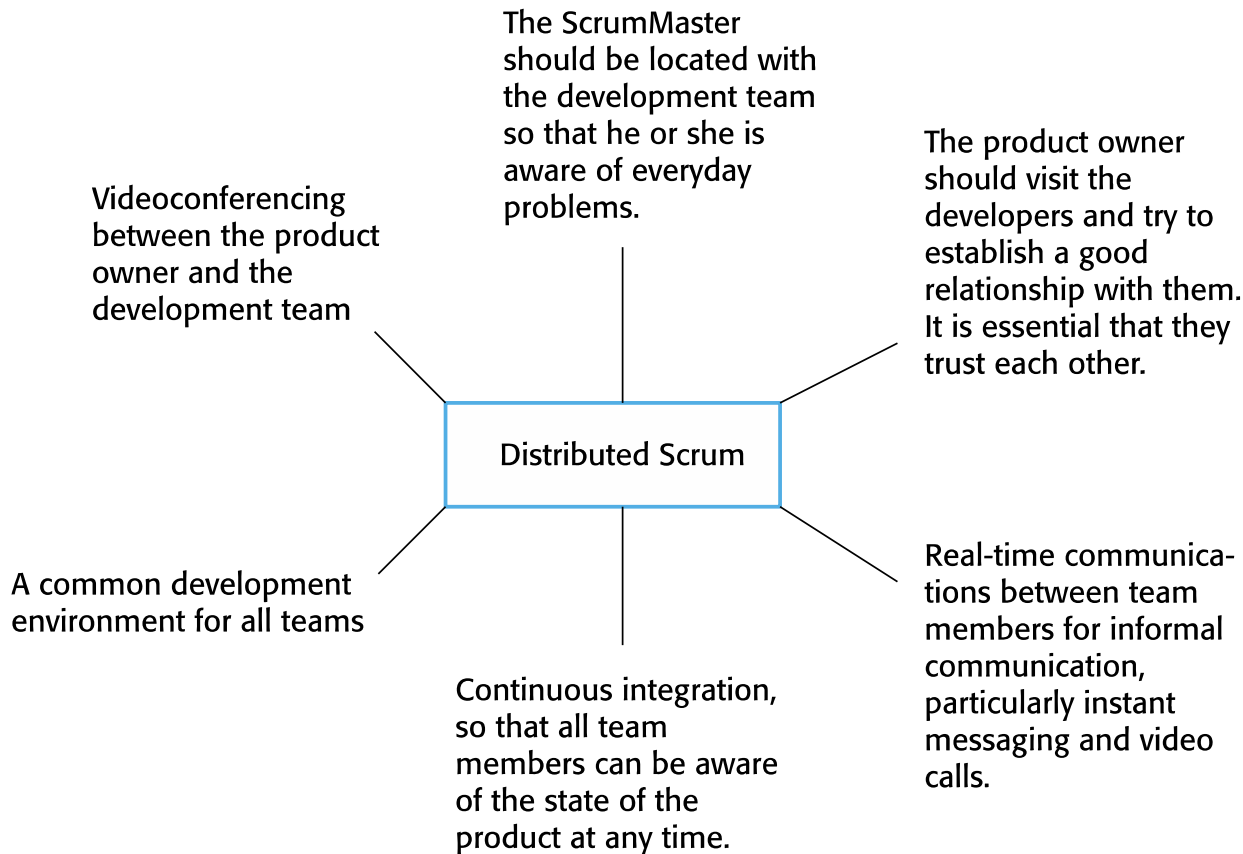 The ScrumMaster
should be located with
the development team
so that he or she is
aware of everyday
problems.
Videoconferencing
between the product
owner and the
development team
The product owner
should visit the
developers and try to
establish a good
relationship with them.
It is essential that they
trust each other.
Distributed Scrum
A common development
environment for all teams
Continuous integration,
so that all team
members can be aware
of the state of the
product at any time.
Real-time communica-
tions between team
members for informal
communication,
particularly instant
messaging and video
calls.